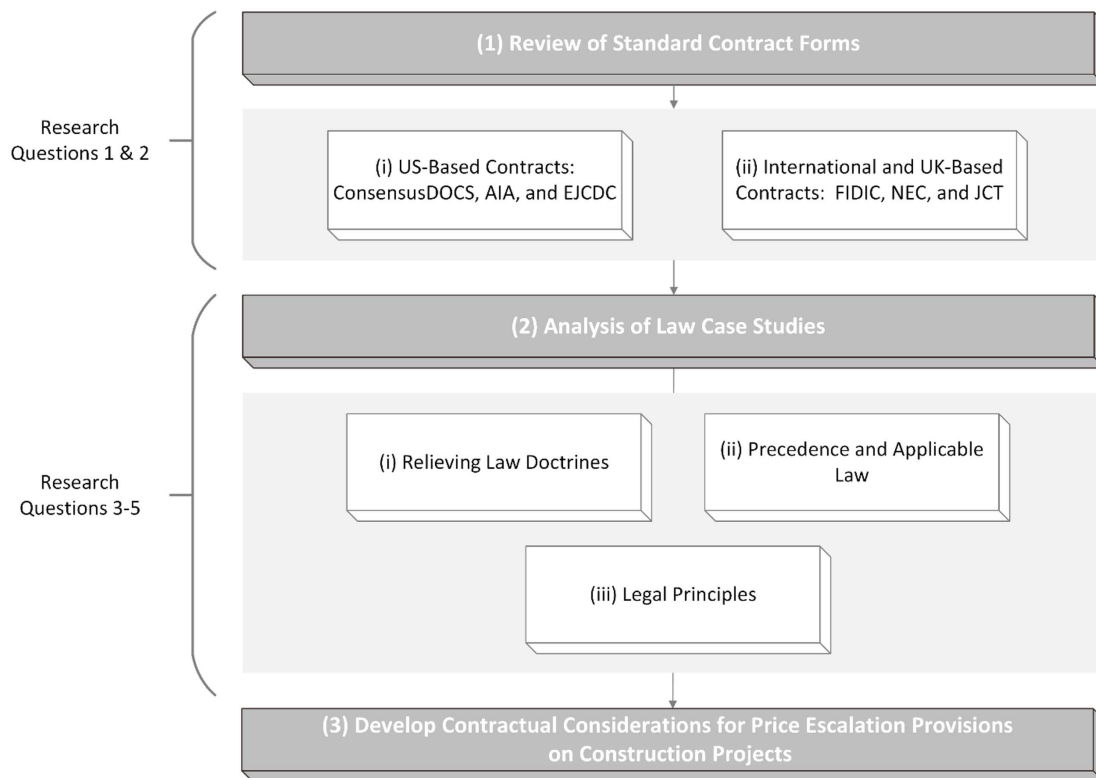 (1) Review of Standard Contract Forms
Research
Questions 1 & 2
(i) US-Based Contracts:
ConsensusDOCS, AIA, and EJCDC
(ii) International and UK-Based
Contracts: FIDIC, NEC, and JCT
(2) Analysis of Law Case Studies
Research
Questions 3-5
(i) Relieving Law Doctrines
(ii) Precedence and Applicable
Law
(iii) Legal Principles
(3) Develop Contractual Considerations for Price Escalation Provisions
on Construction Projects